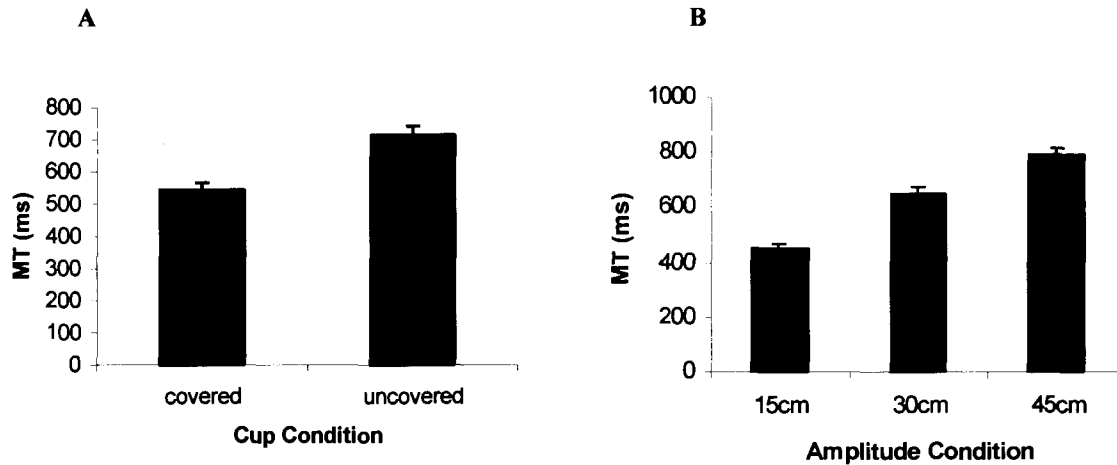 A
MT (ms)
800
700
600
500
400
300
200
100
0
covered uncovered
Cup Condition
B
MT (ms)
1000
800
600
400
200
0
15cm 30cm 45cm
Amplitude Condition